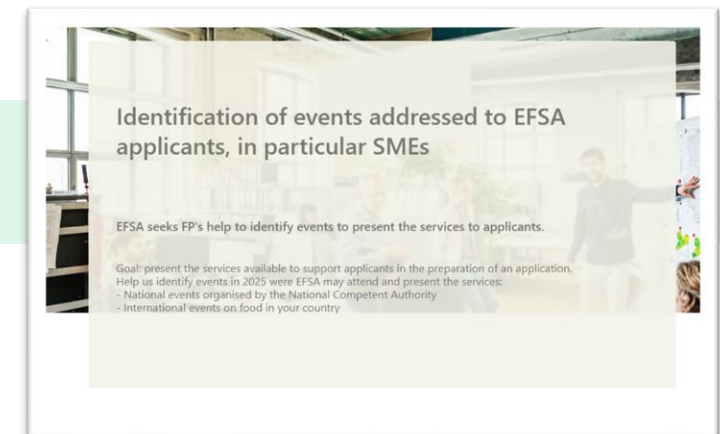 Identification of events addressed to EFSA
applicants, in particular SMEs
EFSA seeks FP's help to identify events to present the services to applicants.
Goal: present the services available to support applicants in the preparation of an application.
Help us identify events in 2025 were EFSA may attend and present the services:
- National events organised by the National Competent Authority
- International events on food in your country